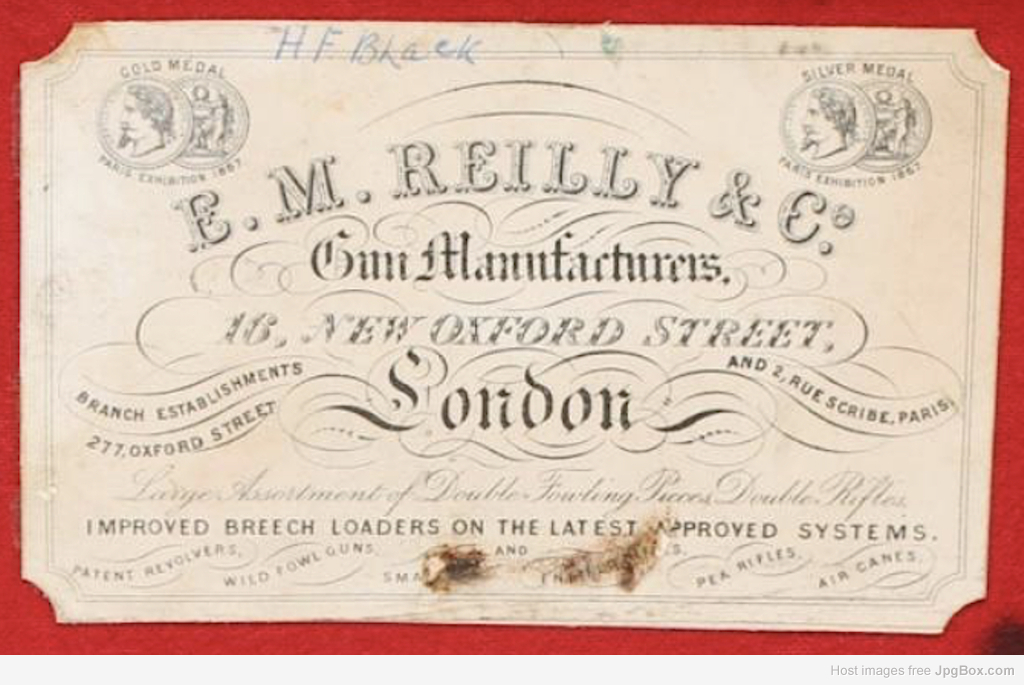 H F. Black
GOLD MEDAL
PARIS EXHIBITION 1867
SILVER MEDAL
PARIS EXHIBITION 1867
E. M. REILLY & Co.
Gun Manufacturers.
16, NEW OXFORD STREET,
London
BRANCH ESTABLISHMENTS
277, OXFORD STREET
AND 2, RUE SCRIBE, PARIS.
Large Assortment of Double Fowling Pieces, Double Rifles.
IMPROVED BREECH LOADERS ON THE LATEST APPROVED SYSTEMS.
PATENT REVOLVERS, WILD FOWL GUNS, AND PEA RIFLES, AIR CANES.
Host images free JpgBox.com